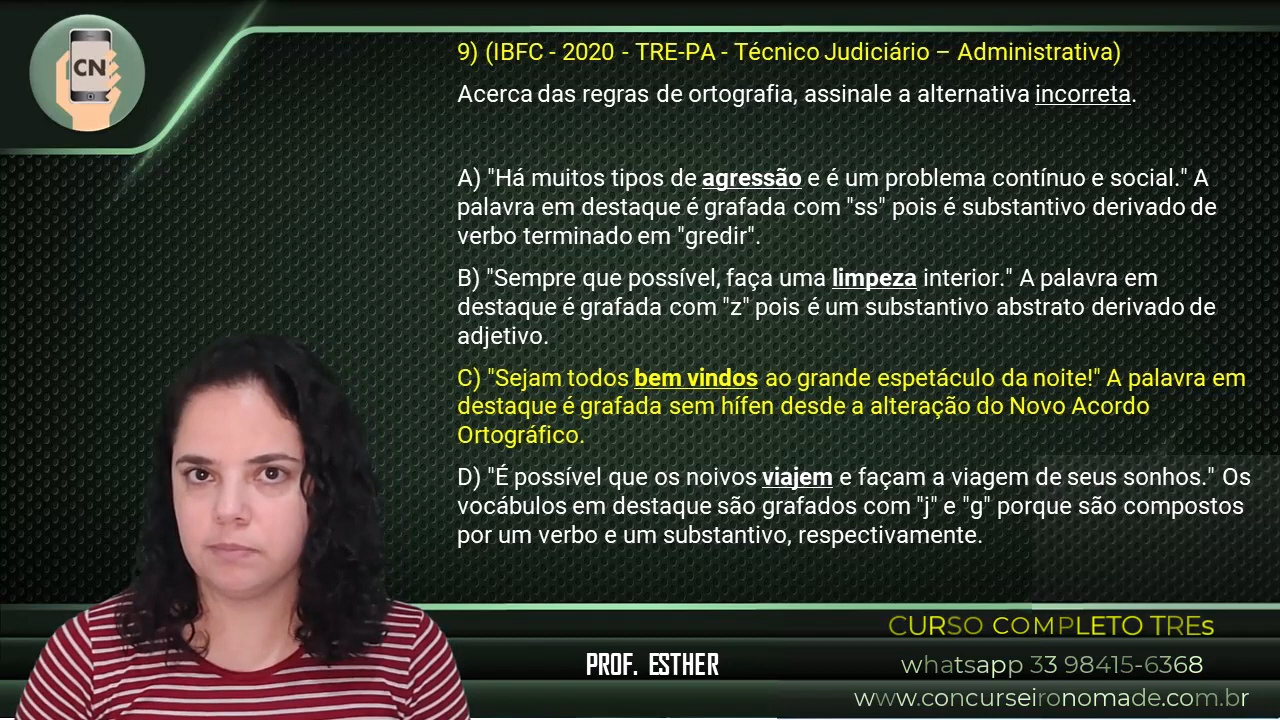 CN
9) (IBFC - 2020 - TRE-PA - Técnico Judiciário – Administrativa)
Acerca das regras de ortografia, assinale a alternativa incorreta.
A) "Há muitos tipos de agressão e é um problema contínuo e social." A
palavra em destaque é grafada com "ss" pois é substantivo derivado de
verbo terminado em "gredir".
B) "Sempre que possível, faça uma limpeza interior." A palavra em
destaque é grafada com "z" pois é um substantivo abstrato derivado de
adjetivo.
C) "Sejam todos bem vindos ao grande espetáculo da noite!" A palavra em
destaque é grafada sem hífen desde a alteração do Novo Acordo
Ortográfico.
D) "É possível que os noivos viajem e façam a viagem de seus sonhos." Os
vocábulos em destaque são grafados com "j" e "g" porque são compostos
por um verbo e um substantivo, respectivamente.
CURSO COMPLETO TREs
PROF. ESTHER
whatsapp 33 98415-6368
www.concurseironomade.com.br